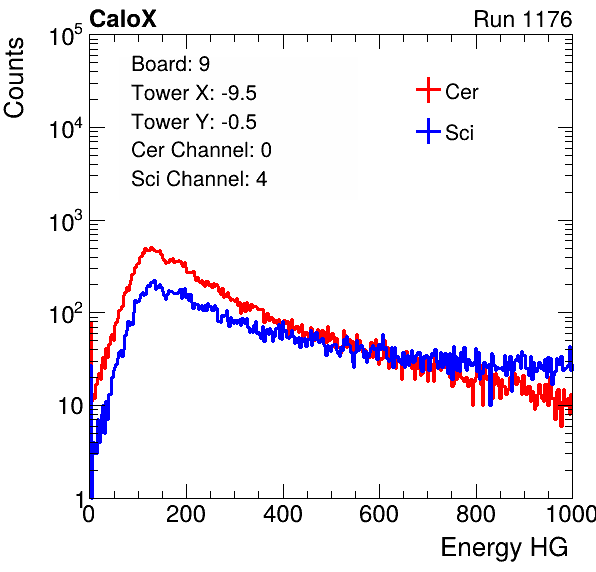 CaloX Run 1176
Counts
10^5
10^4
10^3
10^2
10
1
Board: 9
Tower X: -9.5
Tower Y: -0.5
Cer Channel: 0
Sci Channel: 4
Cer
Sci
0 200 400 600 800 1000
Energy HG